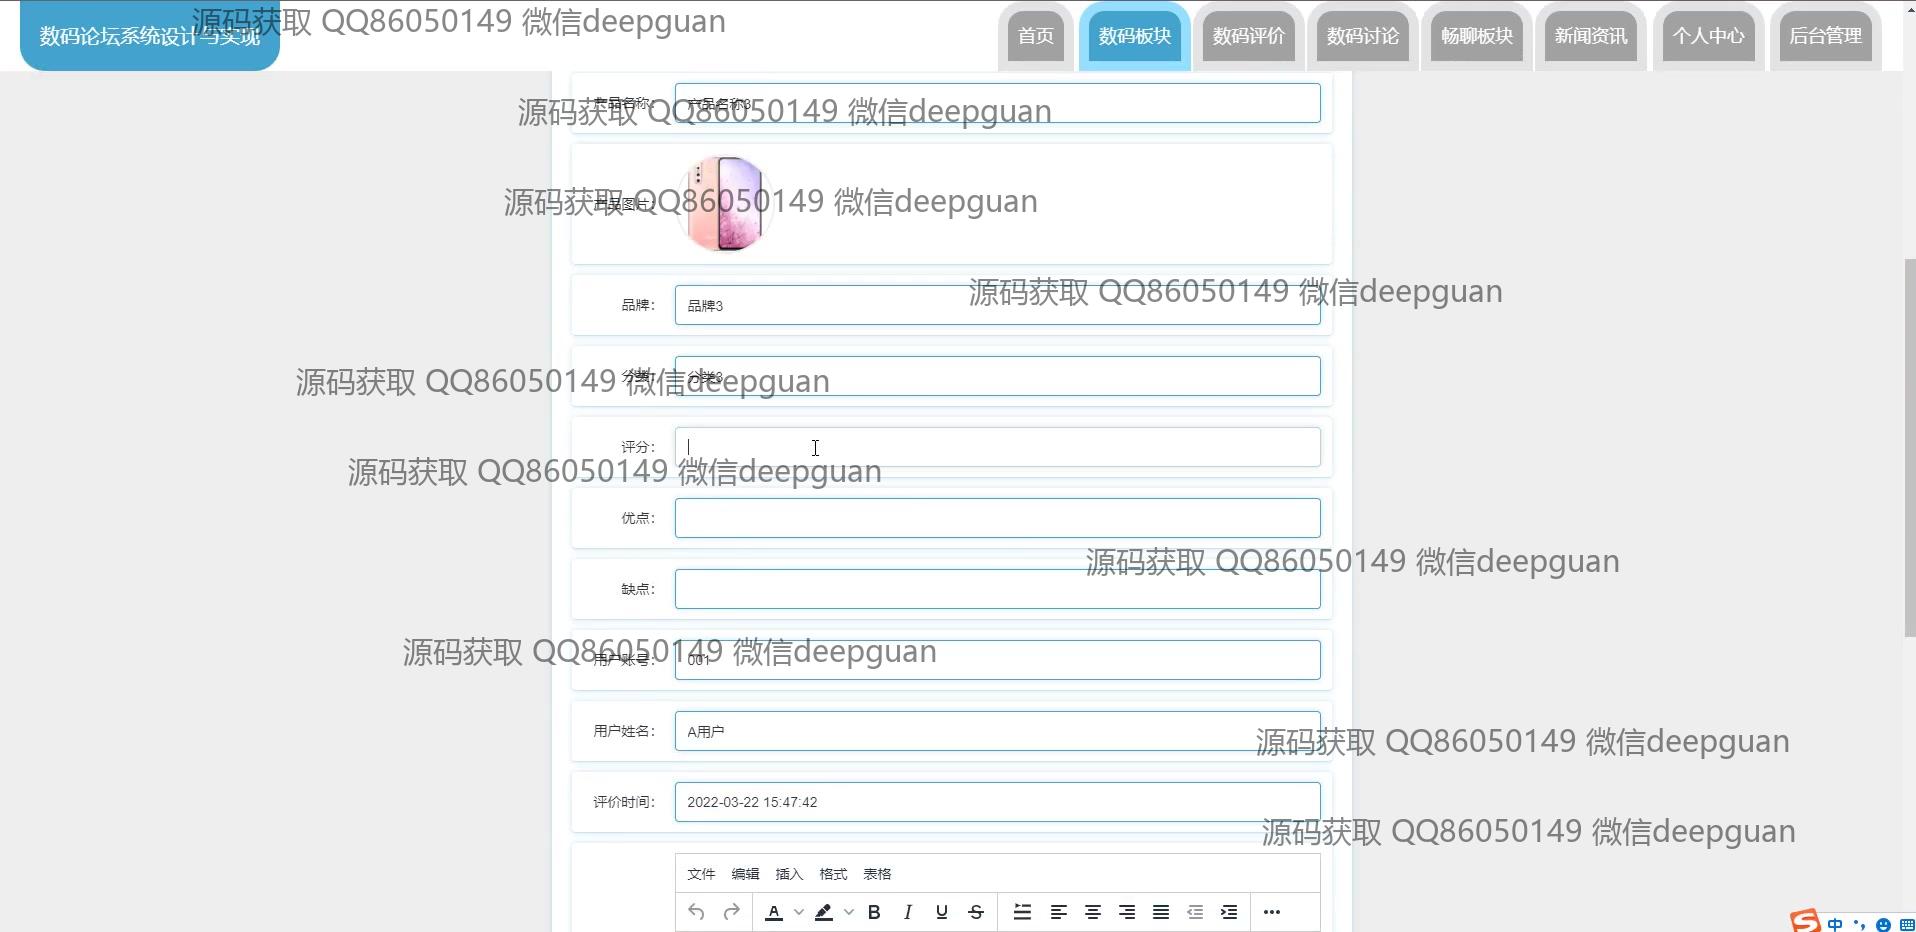 数码论坛系统设计与实现
源码获取 QQ86050149 微信deepguan
首页 数码板块 数码评价 数码讨论 畅聊板块 新闻资讯 个人中心 后台管理
产品名称： 产品名称3
源码获取 QQ86050149 微信deepguan
产品图片：
源码获取 QQ86050149 微信deepguan
源码获取 QQ86050149 微信deepguan
品牌： 品牌3
分类： 分类3
源码获取 QQ86050149 微信deepguan
评分：
源码获取 QQ86050149 微信deepguan
优点：
源码获取 QQ86050149 微信deepguan
缺点：
源码获取 QQ86050149 微信deepguan
用户账号： 001
用户姓名： A用户
源码获取 QQ86050149 微信deepguan
评价时间： 2022-03-22 15:47:42
源码获取 QQ86050149 微信deepguan
文件 编辑 插入 格式 表格
A B I U S
S 中